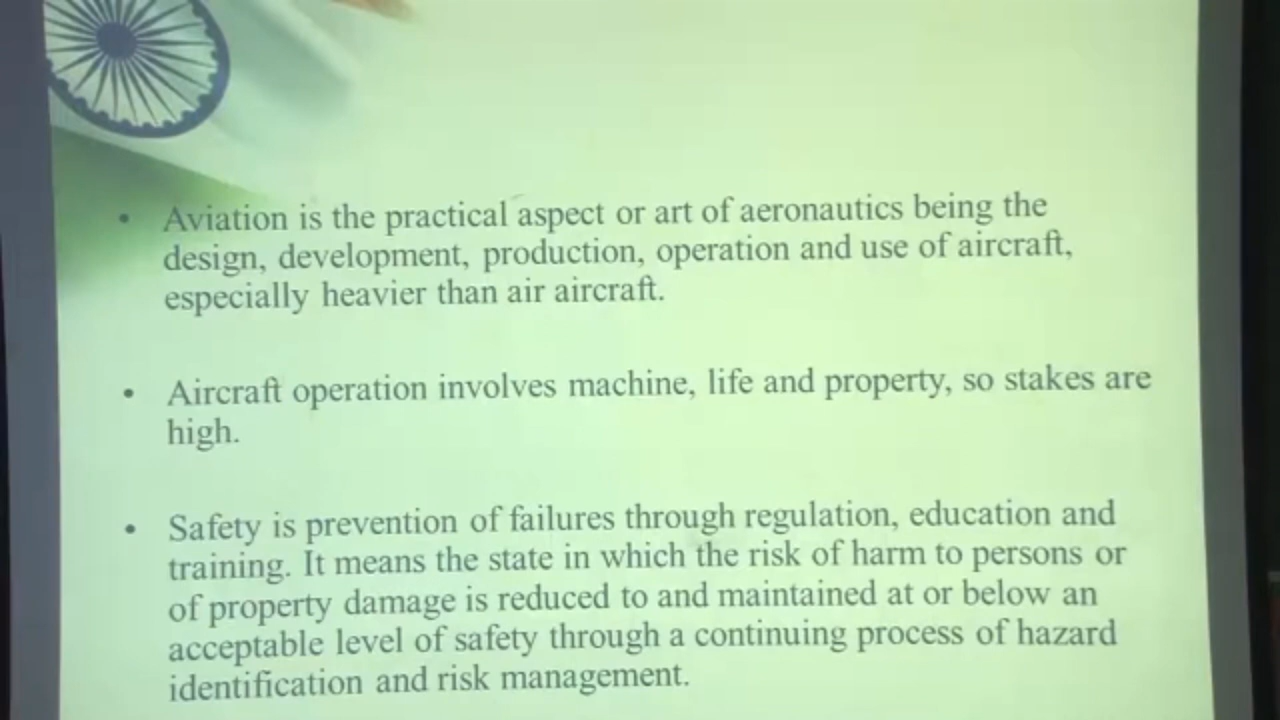 • Aviation is the practical aspect or art of aeronautics being the
design, development, production, operation and use of aircraft,
especially heavier than air aircraft.
• Aircraft operation involves machine, life and property, so stakes are
high.
• Safety is prevention of failures through regulation, education and
training. It means the state in which the risk of harm to persons or
of property damage is reduced to and maintained at or below an
acceptable level of safety through a continuing process of hazard
identification and risk management.